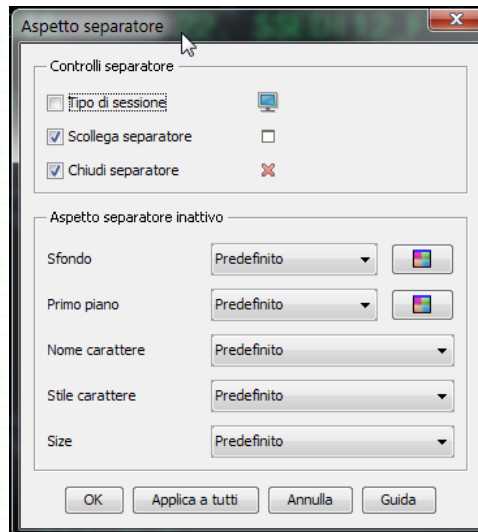 Aspetto separatore
Controlli separatore
Tipo di sessione
Scollega separatore
Chiudi separatore
Aspetto separatore inattivo
Sfondo Predefinito
Primo piano Predefinito
Nome carattere Predefinito
Stile carattere Predefinito
Size Predefinito
OK Applica a tutti Annulla Guida